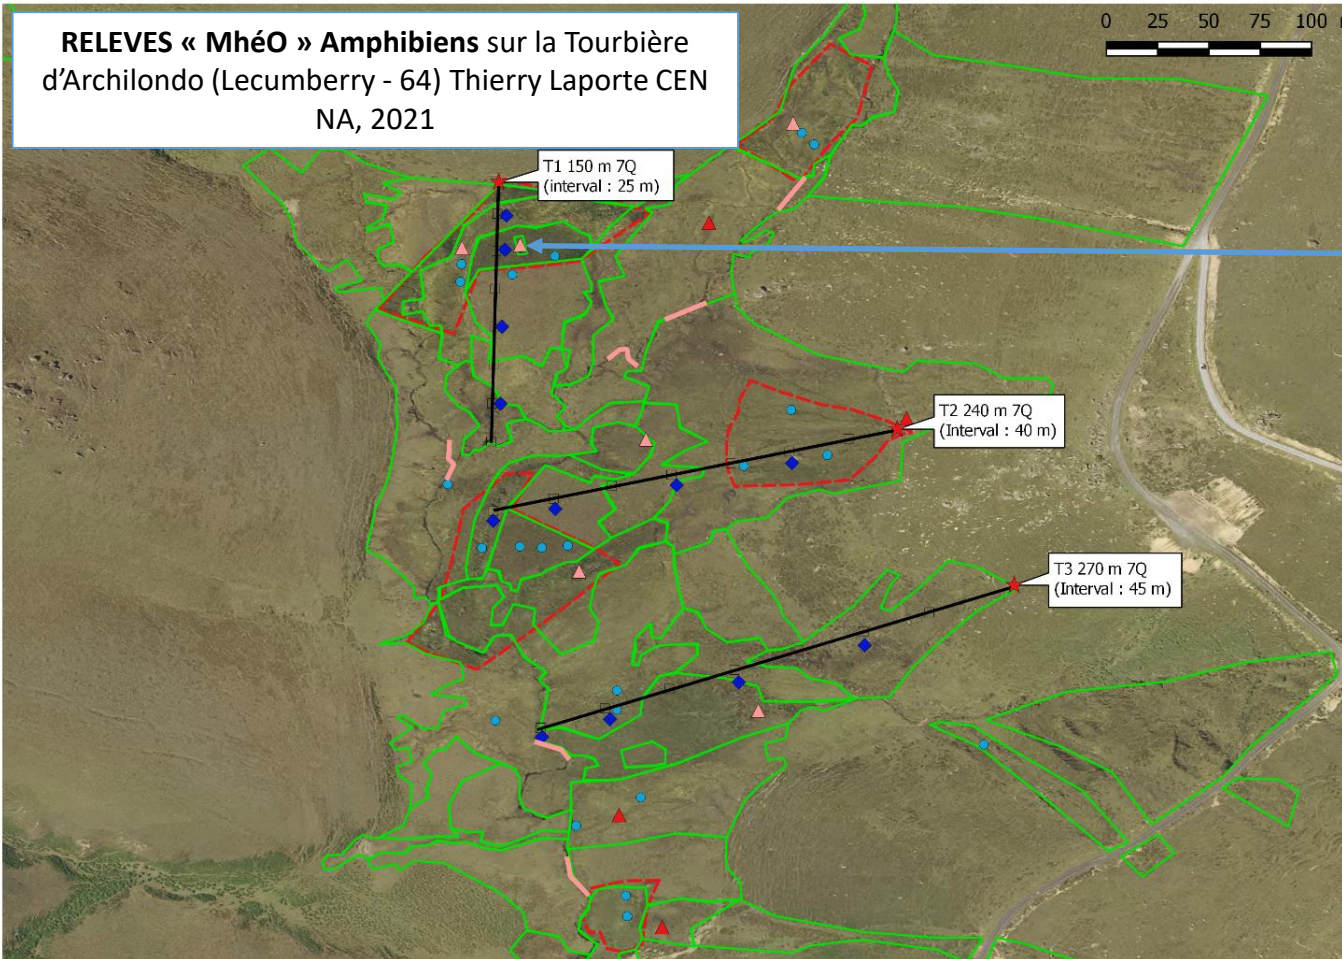 RELEVES « MhéO » Amphibiens sur la Tourbière
d’Archilondo (Lecumberry - 64) Thierry Laporte CEN
NA, 2021
0 25 50 75 100
T1 150 m 7Q
(interval : 25 m)
T2 240 m 7Q
(Interval : 40 m)
T3 270 m 7Q
(Interval : 45 m)